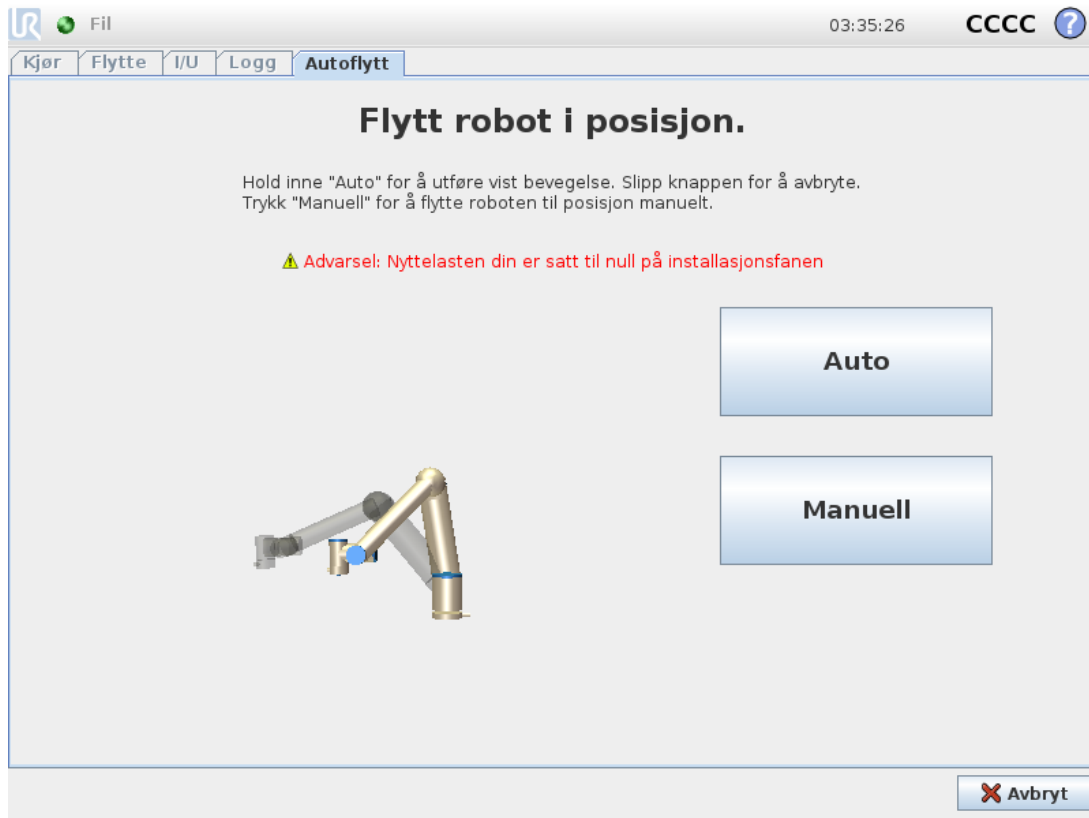 UR Fil 03:35:26 CCCC ?
Kjør Flytte I/U Logg Autoflytt
Flytt robot i posisjon.
Hold inne "Auto" for å utføre vist bevegelse. Slipp knappen for å avbryte.
Trykk "Manuell" for å flytte roboten til posisjon manuelt.
Advarsel: Nyttelasten din er satt til null på installasjonsfanen
Auto
Manuell
Avbryt